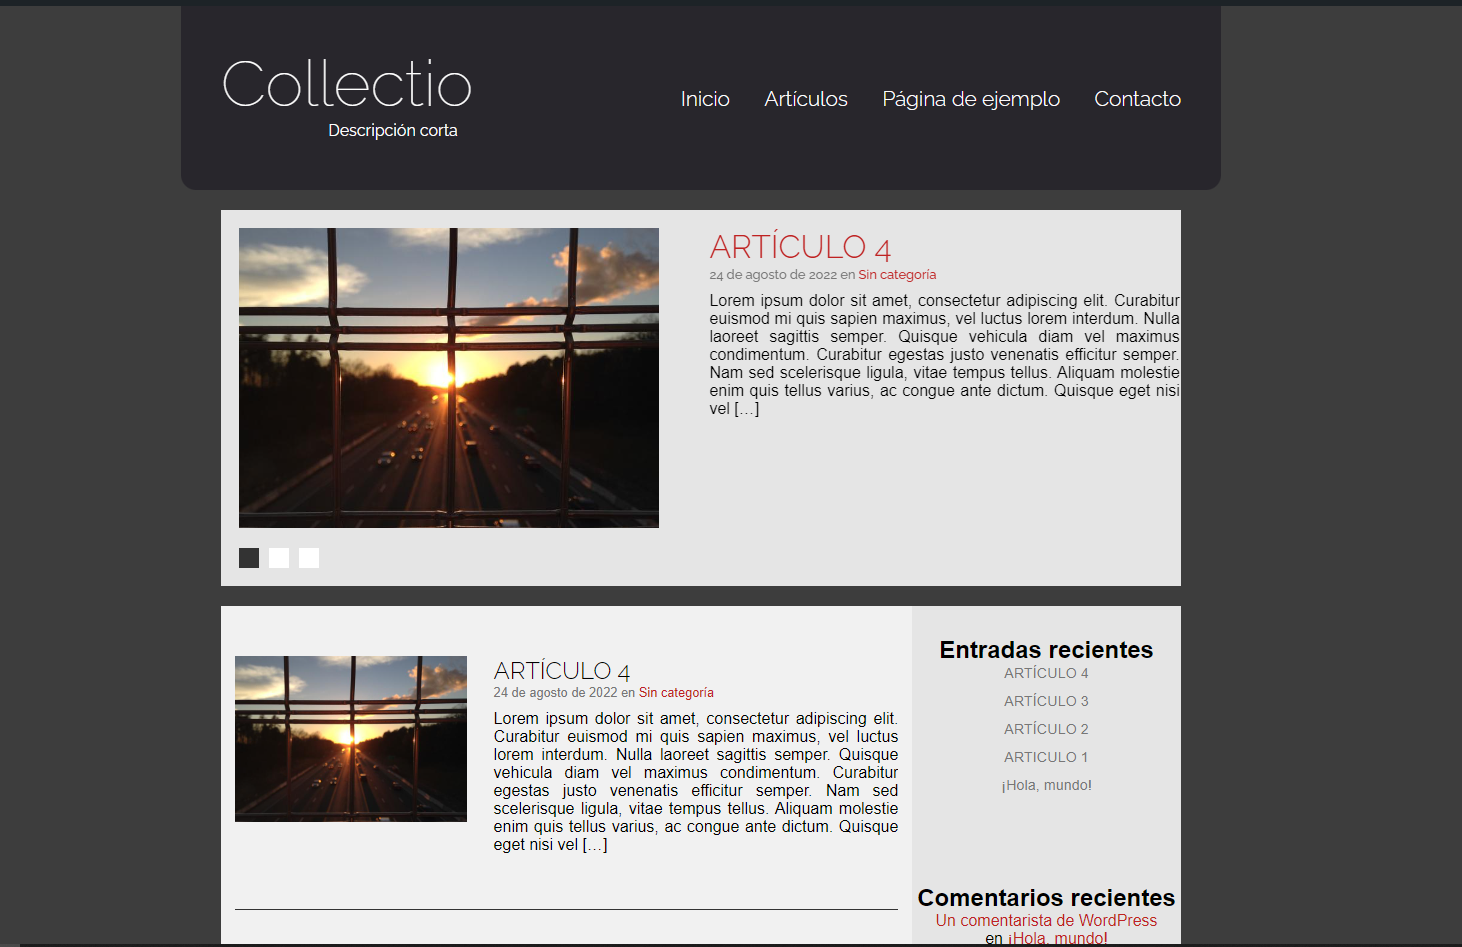 Collectio
Descripción corta
Inicio Artículos Página de ejemplo Contacto
ARTÍCULO 4
24 de agosto de 2022 en Sin categoría
Lorem ipsum dolor sit amet, consectetur adipiscing elit. Curabitur
euismod mi quis sapien maximus, vel luctus lorem interdum. Nulla
laoreet sagittis semper. Quisque vehicula diam vel maximus
condimentum. Curabitur egestas justo venenatis efficitur semper.
Nam sed scelerisque ligula, vitae tempus tellus. Aliquam molestie
enim quis tellus varius, ac congue ante dictum. Quisque eget nisi
vel […]
ARTÍCULO 4
24 de agosto de 2022 en Sin categoría
Lorem ipsum dolor sit amet, consectetur adipiscing elit.
Curabitur euismod mi quis sapien maximus, vel luctus
lorem interdum. Nulla laoreet sagittis semper. Quisque
vehicula diam vel maximus condimentum. Curabitur
egestas justo venenatis efficitur semper. Nam sed
scelerisque ligula, vitae tempus tellus. Aliquam molestie
enim quis tellus varius, ac congue ante dictum. Quisque
eget nisi vel […]
Entradas recientes
ARTÍCULO 4
ARTÍCULO 3
ARTÍCULO 2
ARTICULO 1
¡Hola, mundo!
Comentarios recientes
Un comentarista de WordPress
en ¡Hola, mundo!